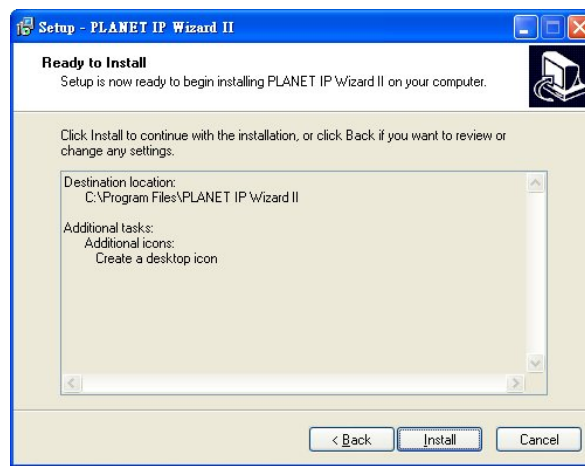 Setup - PLANET IP Wizard II
Ready to Install
Setup is now ready to begin installing PLANET IP Wizard II on your computer.
Click Install to continue with the installation, or click Back if you want to review or
change any settings.
Destination location:
C:\Program Files\PLANET IP Wizard II
Additional tasks:
Additional icons:
Create a desktop icon
< Back
Install
Cancel